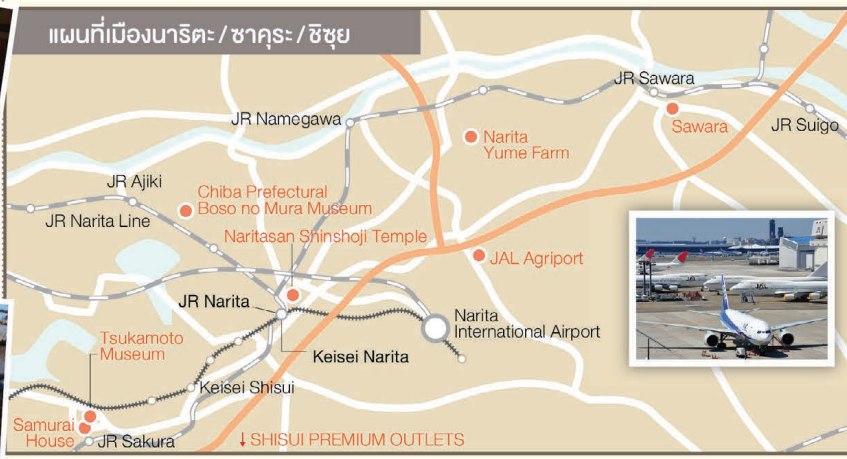 แผนที่เมืองนาริตะ/ซาคุระ/ชิซุย
JR Sawara
JR Namegawa
Sawara
JR Suigo
Narita
Yume Farm
JR Ajiki
Chiba Prefectural
Boso no Mura Museum
JR Narita Line
Naritasan Shinshoji Temple
JAL Agriport
JR Narita
Narita
International Airport
Tsukamoto
Museum
Keisei Narita
Keisei Shisui
Samurai
House
JR Sakura
↓ SHISUI PREMIUM OUTLETS